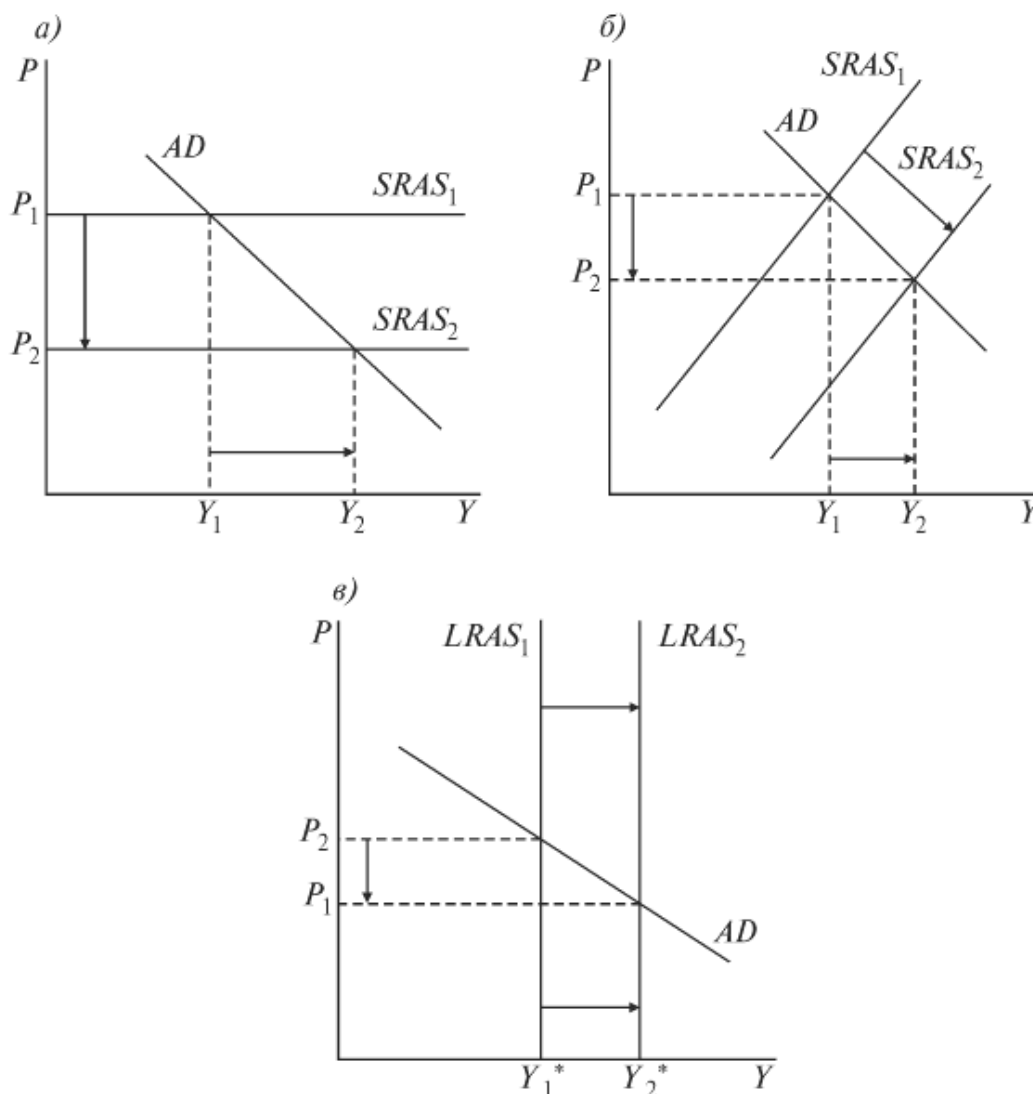 а)
P
AD
SRAS₁
P₁
SRAS₂
P₂
Y₁ Y₂ Y
б)
P
SRAS₁
AD
SRAS₂
P₁
P₂
Y₁ Y₂ Y
в)
P
LRAS₁ LRAS₂
P₂
P₁
AD
Y₁* Y₂* Y